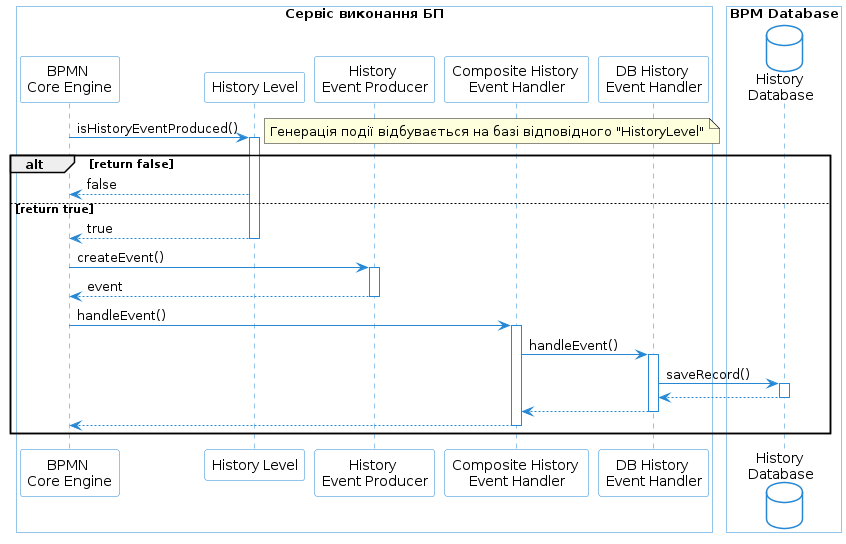 Сервіс виконання БП
BPM Database
BPMN
Core Engine
History Level
History
Event Producer
Composite History
Event Handler
DB History
Event Handler
History
Database
isHistoryEventProduced()
Генерація події відбувається на базі відповідного "HistoryLevel"
alt
[return false]
false
[return true]
true
createEvent()
event
handleEvent()
handleEvent()
saveRecord()
BPMN
Core Engine
History Level
History
Event Producer
Composite History
Event Handler
DB History
Event Handler
History
Database